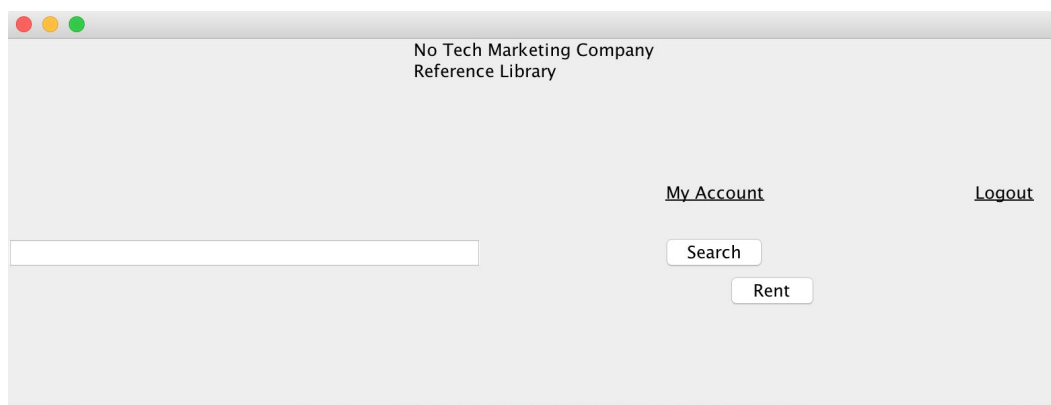 No Tech Marketing Company
Reference Library
My Account
Logout
Search
Rent